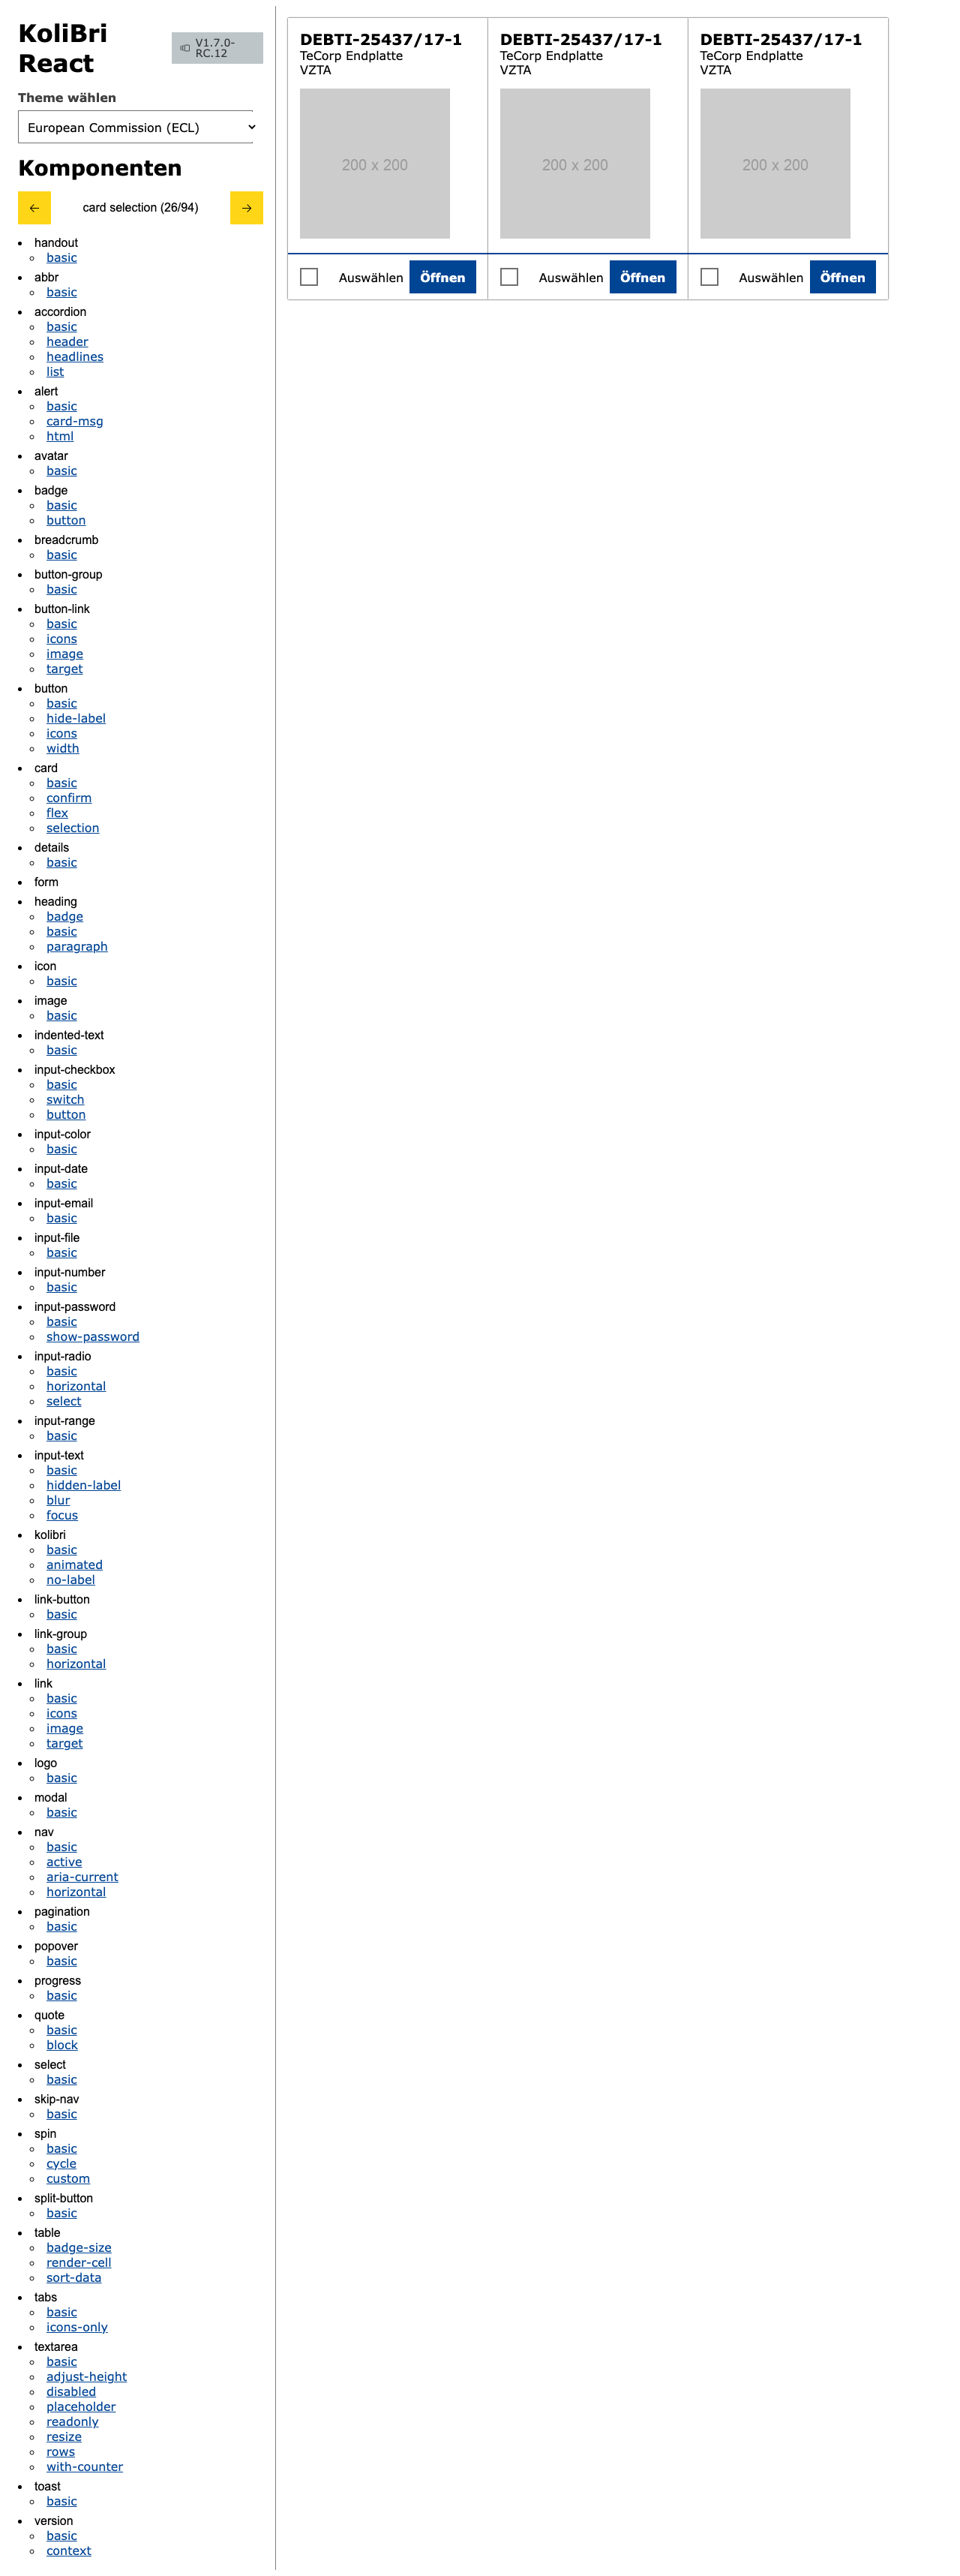 KoliBri
React
V1.7.0-
RC.12
Theme wählen
European Commission (ECL)
Komponenten
card selection (26/94)
handout
basic
abbr
basic
accordion
basic
header
headlines
list
alert
basic
card-msg
html
avatar
basic
badge
basic
button
breadcrumb
basic
button-group
basic
button-link
basic
icons
image
target
button
basic
hide-label
icons
width
card
basic
confirm
flex
selection
details
basic
form
heading
badge
basic
paragraph
icon
basic
image
basic
indented-text
basic
input-checkbox
basic
switch
button
input-color
basic
input-date
basic
input-email
basic
input-file
basic
input-number
basic
input-password
basic
show-password
input-radio
basic
horizontal
select
input-range
basic
input-text
basic
hidden-label
blur
focus
kolibri
basic
animated
no-label
link-button
basic
link-group
basic
horizontal
link
basic
icons
image
target
logo
basic
modal
basic
nav
basic
active
aria-current
horizontal
pagination
basic
popover
basic
progress
basic
quote
basic
block
select
basic
skip-nav
basic
spin
basic
cycle
custom
split-button
basic
table
badge-size
render-cell
sort-data
tabs
basic
icons-only
textarea
basic
adjust-height
disabled
placeholder
readonly
resize
rows
with-counter
toast
basic
version
basic
context
DEBTI-25437/17-1
TeCorp Endplatte
VZTA
200 x 200
Auswählen Öffnen
DEBTI-25437/17-1
TeCorp Endplatte
VZTA
200 x 200
Auswählen Öffnen
DEBTI-25437/17-1
TeCorp Endplatte
VZTA
200 x 200
Auswählen Öffnen